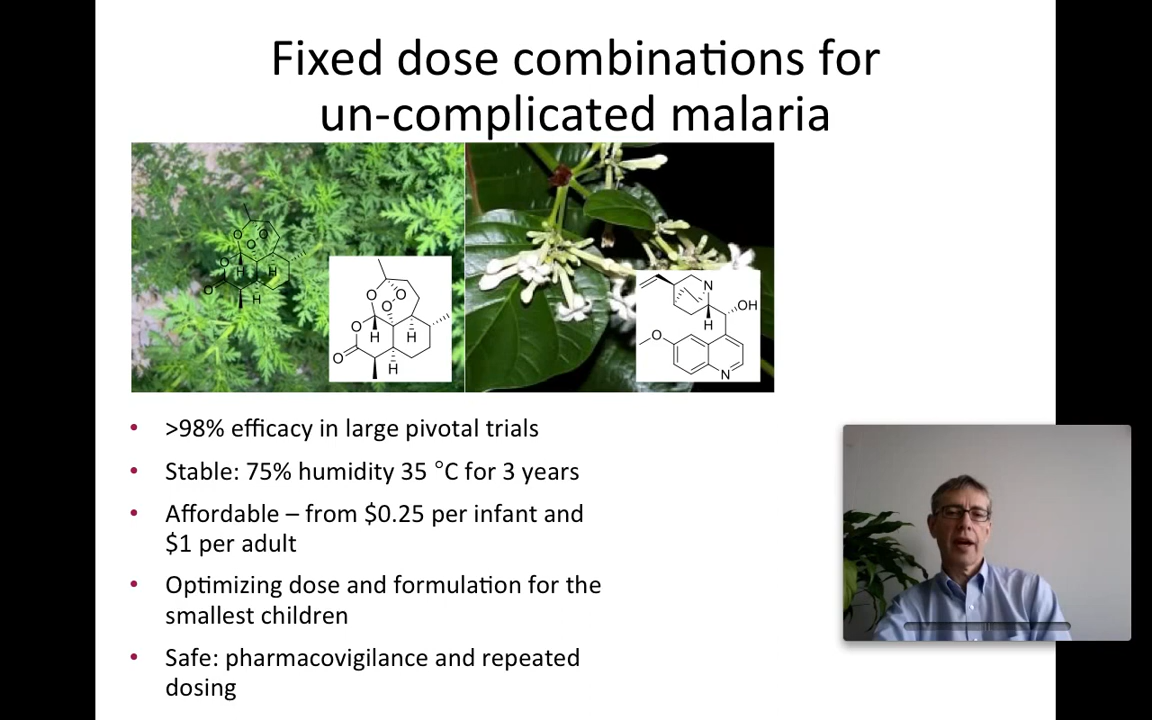 Fixed dose combinations for
un-complicated malaria
O
O
O
O
O
H
H
H
O
O
O
O
O
H
H
H
N
H
OH
O
N
• >98% efficacy in large pivotal trials
• Stable: 75% humidity 35 °C for 3 years
• Affordable – from $0.25 per infant and
$1 per adult
• Optimizing dose and formulation for the
smallest children
• Safe: pharmacovigilance and repeated
dosing